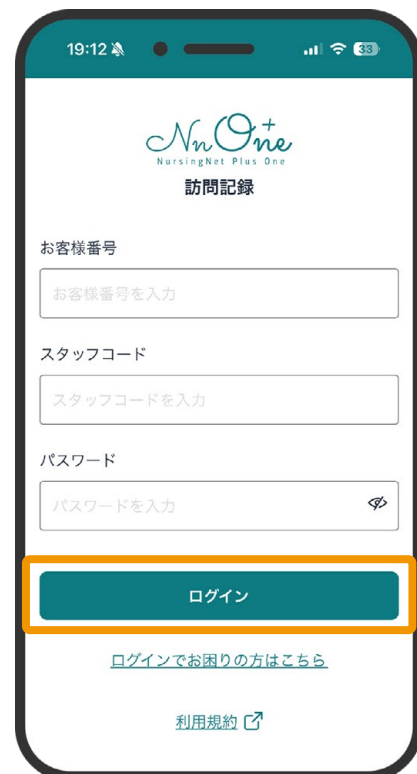 19:12
33
NnOne+
NursingNet Plus One
訪問記録
お客様番号
お客様番号を入力
スタッフコード
スタッフコードを入力
パスワード
パスワードを入力
ログイン
ログインでお困りの方はこちら
利用規約